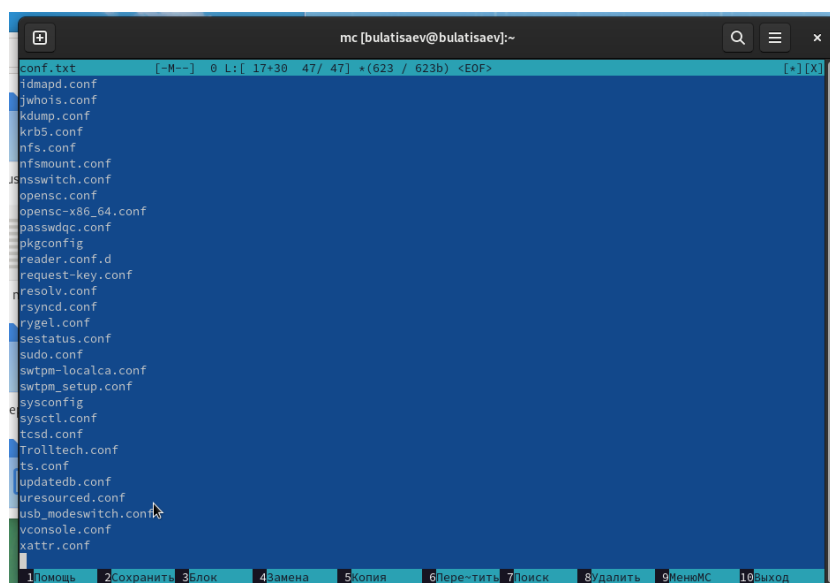 mc [bulatisaev@bulatisaev]:~
conf.txt [-M--] 0 L:[ 17+30 47/ 47] *(623 / 623b) <EOF> [*][X]
idmapd.conf
jwhois.conf
kdump.conf
krb5.conf
nfs.conf
nfsmount.conf
nsswitch.conf
opensc.conf
opensc-x86_64.conf
passwdqc.conf
pkgconfig
reader.conf.d
request-key.conf
resolv.conf
rsyncd.conf
rygel.conf
sestatus.conf
sudo.conf
swtpm-localca.conf
swtpm_setup.conf
sysconfig
sysctl.conf
tcsd.conf
Trolltech.conf
ts.conf
updatedb.conf
uresourced.conf
usb_modeswitch.conf
vconsole.conf
xattr.conf
1Помощь 2Сохранить 3Блок 4Замена 5Копия 6Пере~тить 7Поиск 8Удалить 9МенюMC 10Выход